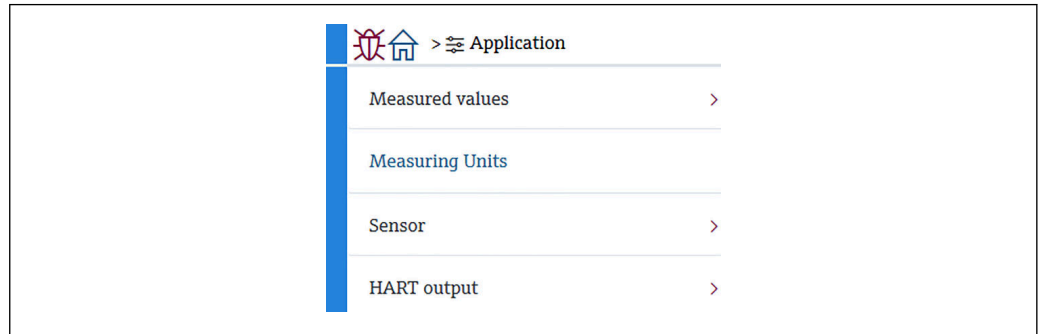 > Application
Measured values
Measuring Units
Sensor
HART output